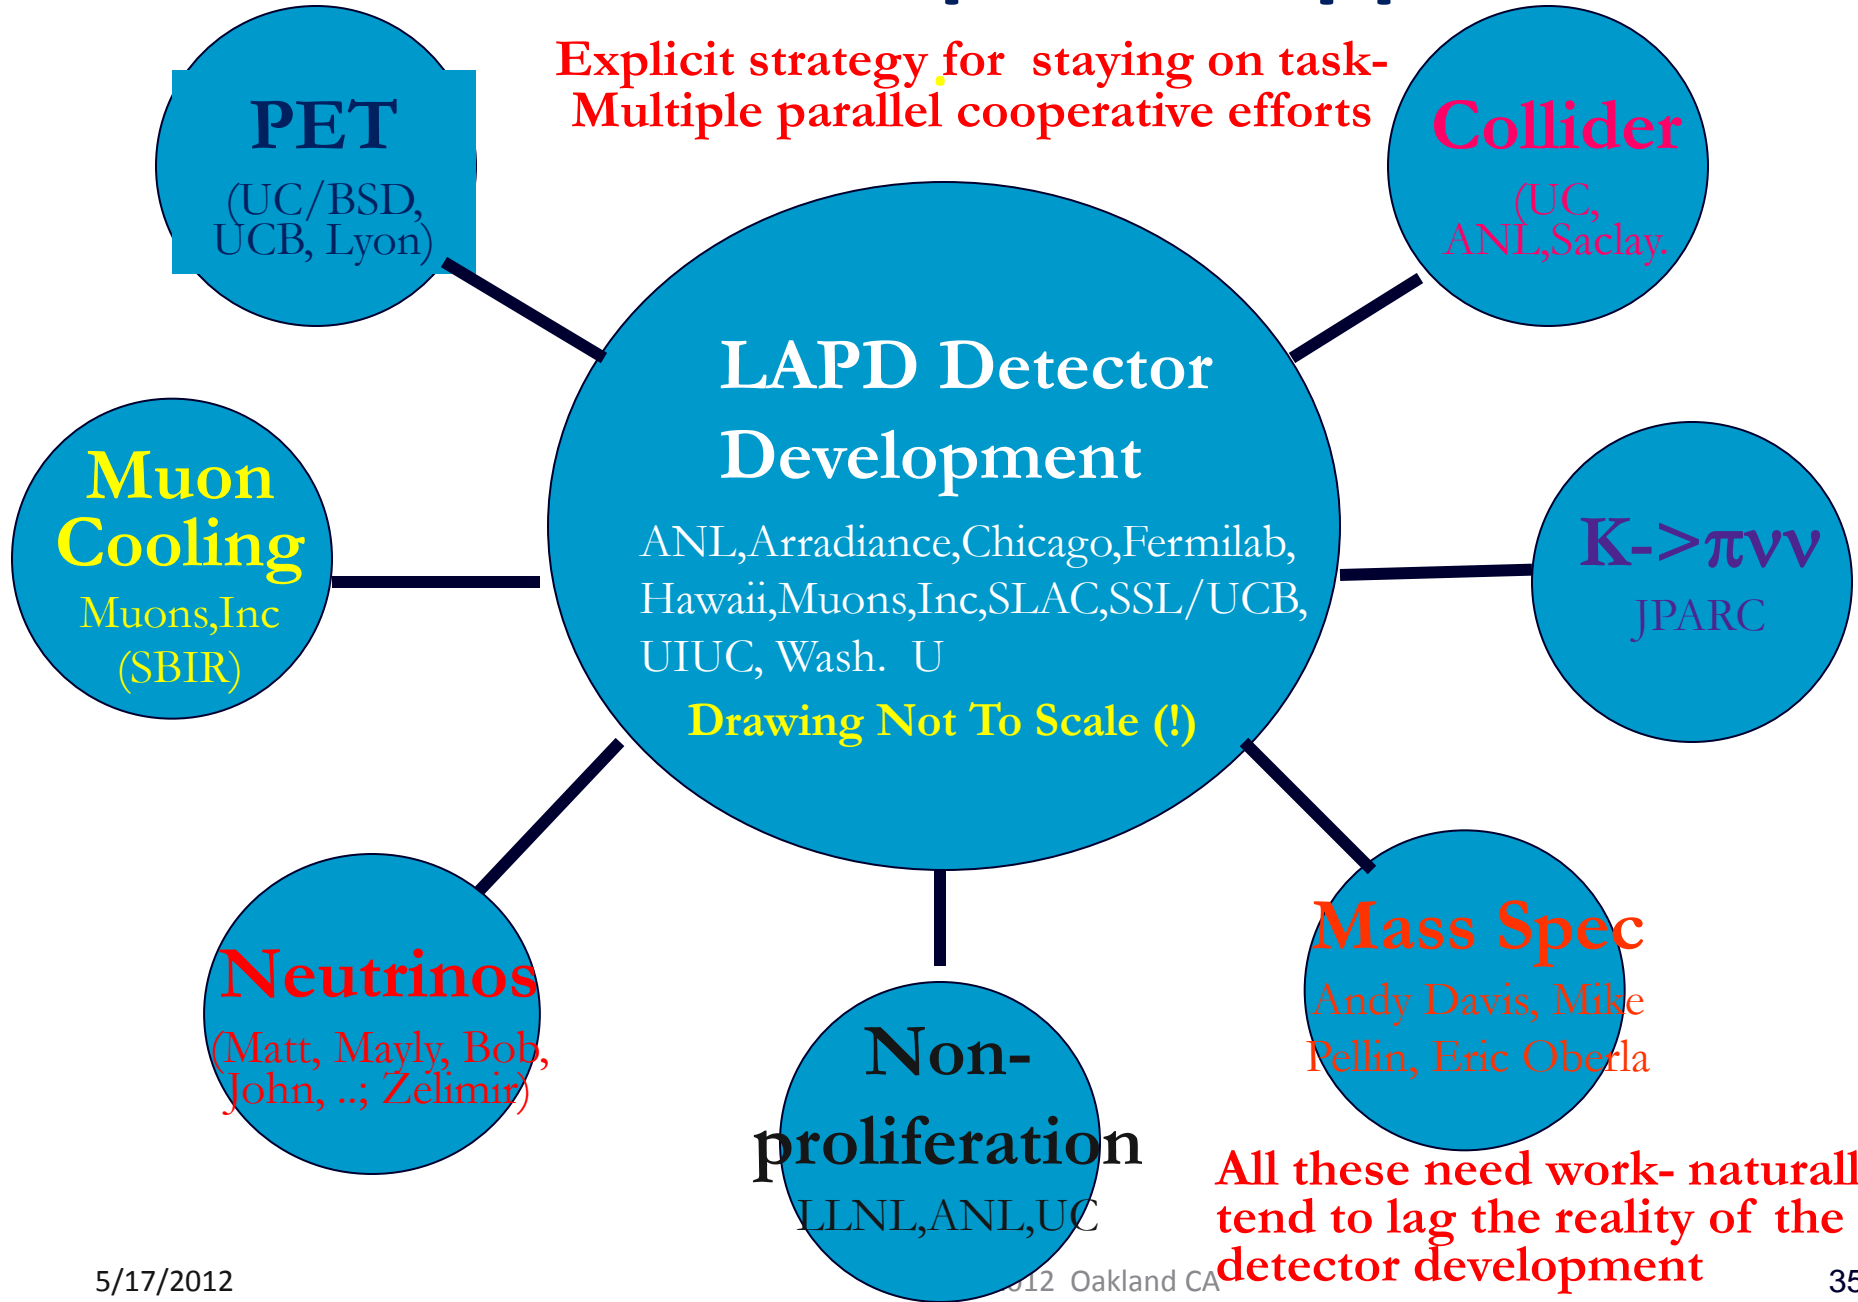 Explicit strategy for staying on task-
Multiple parallel cooperative efforts
PET
(UC/BSD,
UCB, Lyon)
Collider
(UC,
ANL,Saclay.
LAPD Detector
Development
ANL,Arradiance,Chicago,Fermilab,
Hawaii,Muons,Inc,SLAC,SSL/UCB,
UIUC, Wash. U
Drawing Not To Scale (!)
Muon
Cooling
Muons,Inc
(SBIR)
K->πνν
JPARC
Neutrinos
(Matt, Mayly, Bob,
John, ..; Zelimir)
Non-
proliferation
LLNL,ANL,UC
Mass Spec
Andy Davis, Mike
Pellin, Eric Oberla
All these need work- naturall
tend to lag the reality of the
detector development
5/17/2012
12 Oakland CA
35